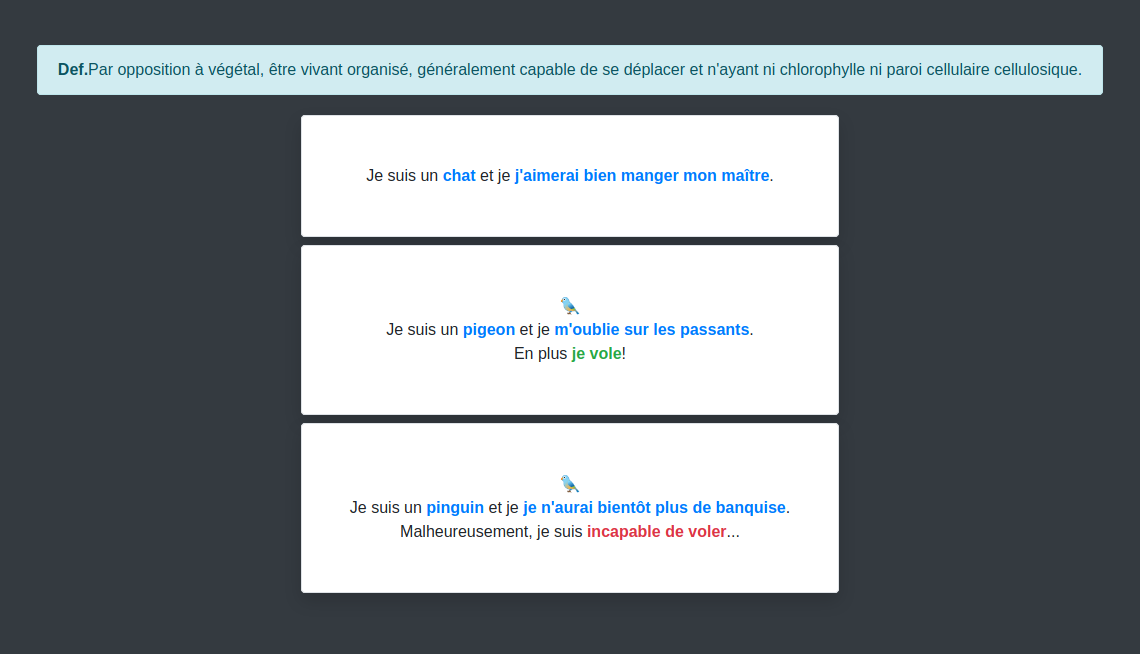 Def.Par opposition à végétal, être vivant organisé, généralement capable de se déplacer et n'ayant ni chlorophylle ni paroi cellulaire cellulosique.
Je suis un chat et je j'aimerai bien manger mon maître.
Je suis un pigeon et je m'oublie sur les passants.
En plus je vole!
Je suis un pinguin et je je n'aurai bientôt plus de banquise.
Malheureusement, je suis incapable de voler...